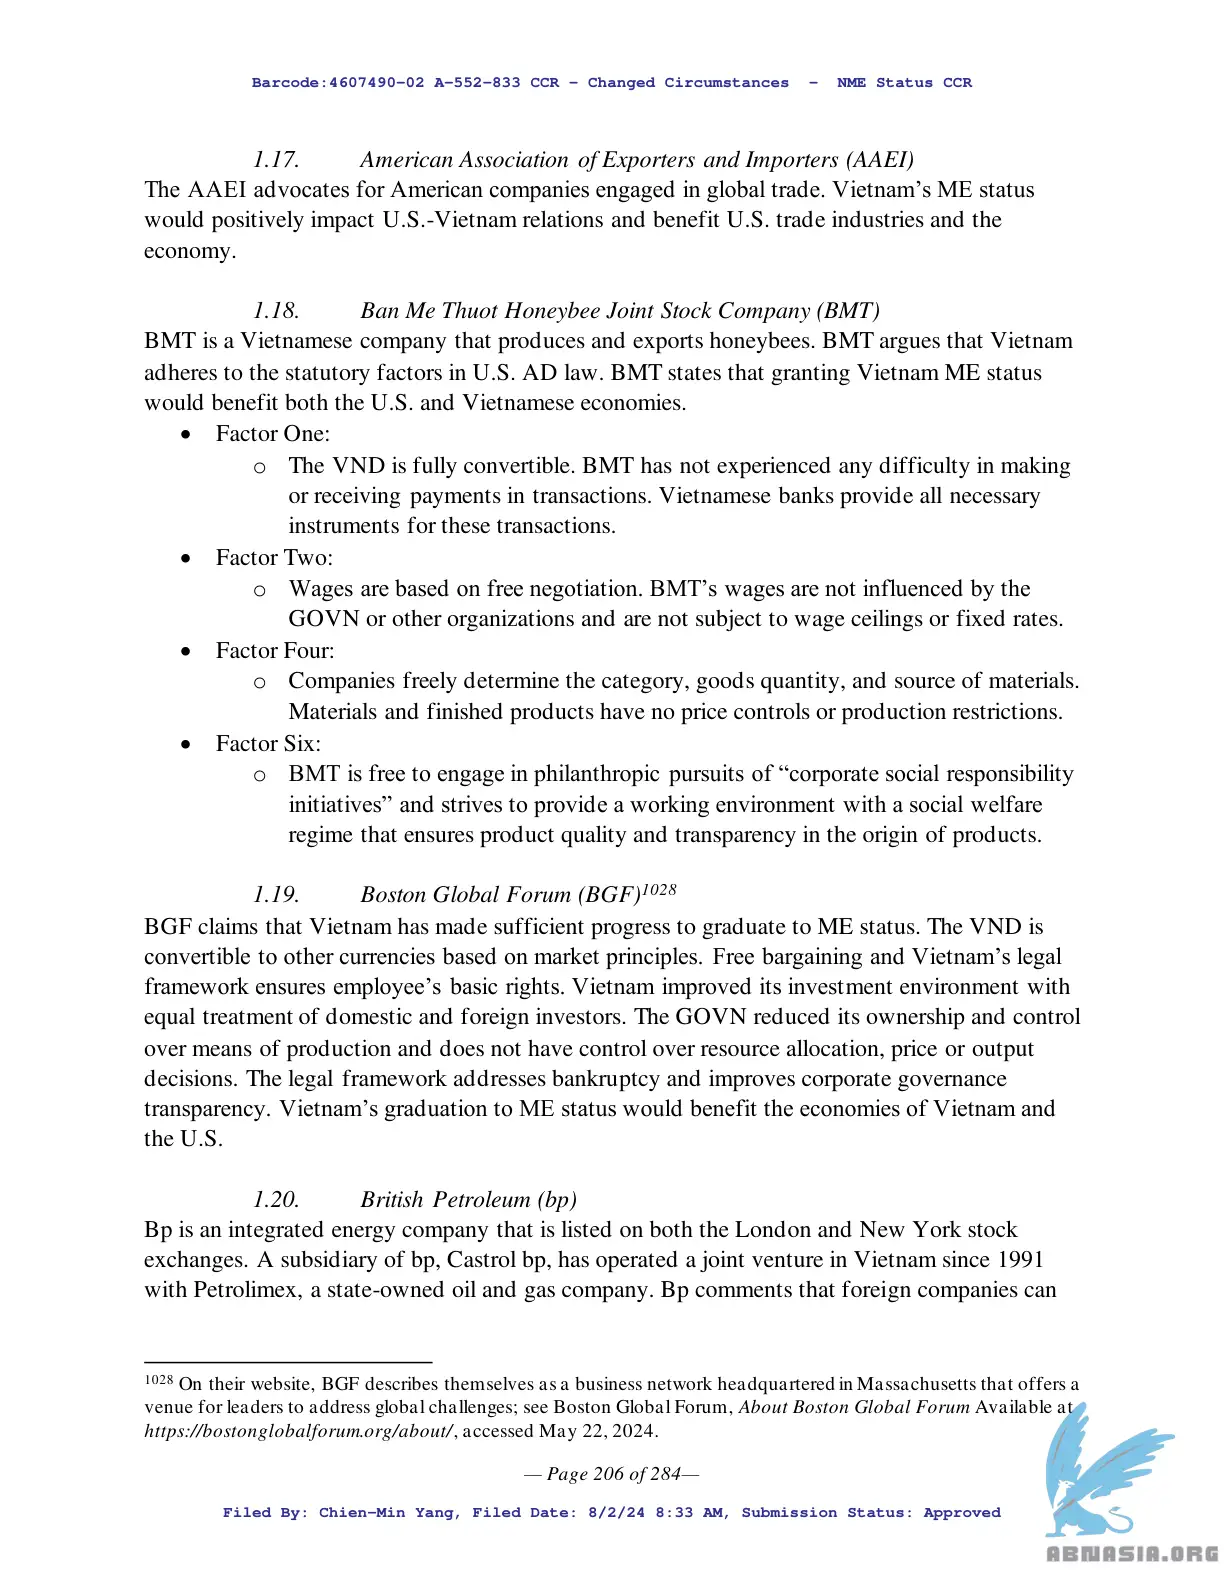 Barcode:4607490-02 A-552-833 CCR - Changed Circumstances - NME Status CCR
1.17. American Association of Exporters and Importers (AAEI)
The AAEI advocates for American companies engaged in global trade. Vietnam’s ME status
would positively impact U.S.-Vietnam relations and benefit U.S. trade industries and the
economy.
1.18. Ban Me Thuot Honeybee Joint Stock Company (BMT)
BMT is a Vietnamese company that produces and exports honeybees. BMT argues that Vietnam
adheres to the statutory factors in U.S. AD law. BMT states that granting Vietnam ME status
would benefit both the U.S. and Vietnamese economies.
• Factor One:
o The VND is fully convertible. BMT has not experienced any difficulty in making
or receiving payments in transactions. Vietnamese banks provide all necessary
instruments for these transactions.
• Factor Two:
o Wages are based on free negotiation. BMT’s wages are not influenced by the
GOVN or other organizations and are not subject to wage ceilings or fixed rates.
• Factor Four:
o Companies freely determine the category, goods quantity, and source of materials.
Materials and finished products have no price controls or production restrictions.
• Factor Six:
o BMT is free to engage in philanthropic pursuits of “corporate social responsibility
initiatives” and strives to provide a working environment with a social welfare
regime that ensures product quality and transparency in the origin of products.
1.19. Boston Global Forum (BGF)1028
BGF claims that Vietnam has made sufficient progress to graduate to ME status. The VND is
convertible to other currencies based on market principles. Free bargaining and Vietnam’s legal
framework ensures employee’s basic rights. Vietnam improved its investment environment with
equal treatment of domestic and foreign investors. The GOVN reduced its ownership and control
over means of production and does not have control over resource allocation, price or output
decisions. The legal framework addresses bankruptcy and improves corporate governance
transparency. Vietnam’s graduation to ME status would benefit the economies of Vietnam and
the U.S.
1.20. British Petroleum (bp)
Bp is an integrated energy company that is listed on both the London and New York stock
exchanges. A subsidiary of bp, Castrol bp, has operated a joint venture in Vietnam since 1991
with Petrolimex, a state-owned oil and gas company. Bp comments that foreign companies can
1028 On their website, BGF describes themselves as a business network headquartered in Massachusetts that offers a
venue for leaders to address global challenges; see Boston Global Forum, About Boston Global Forum Available at
https://bostonglobalforum.org/about/, accessed May 22, 2024.
— Page 206 of 284—
Filed By: Chien-Min Yang, Filed Date: 8/2/24 8:33 AM, Submission Status: Approved
ABNASIA.ORG